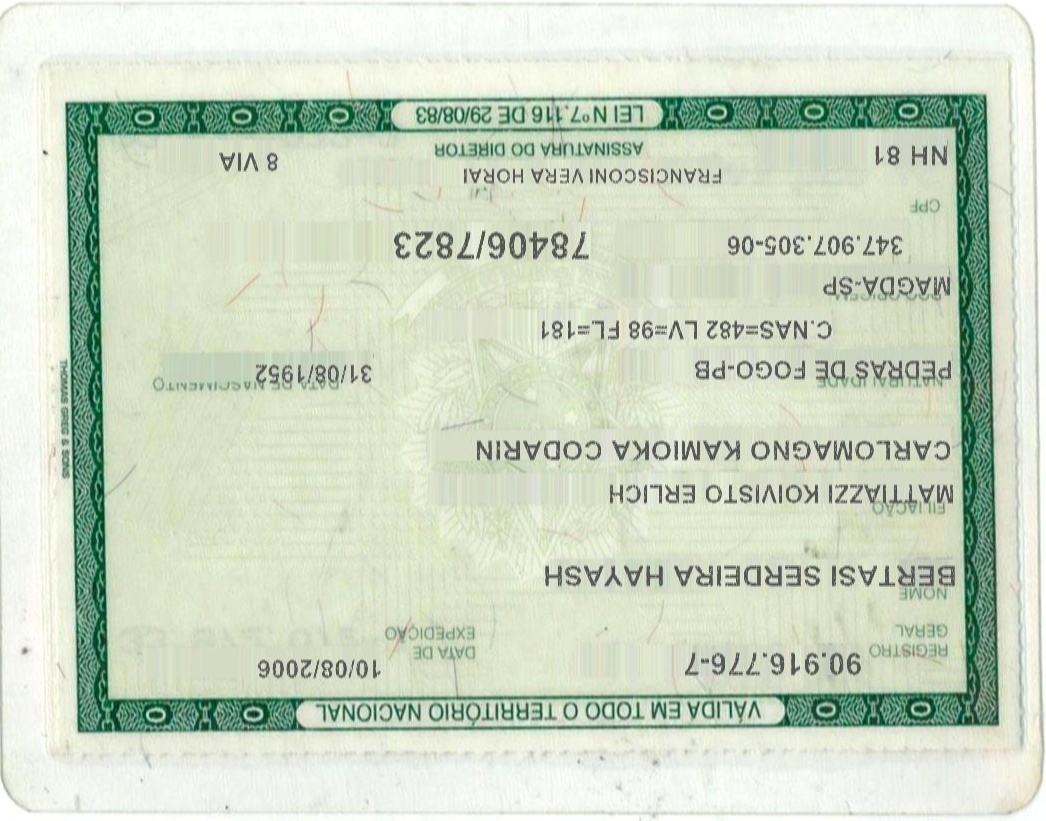 VÁLIDA EM TODO O TERRITÓRIO NACIONAL
REGISTRO GERAL 90.916.776-7 DATA DE EXPEDIÇÃO 10/08/2006
NOME
BERTASI SERDEIRA HAYASH
FILIAÇÃO
MATTIAZZI KOIVISTO ERLICH
CARLOMAGNO KAMIOKA CODARIN
NATURALIDADE DATA DE NASCIMENTO
PEDRAS DE FOGO-PB 31/08/1952
C.NAS=482 LV=98 FL=181
DOC ORIGEM
MAGDA-SP
347.907.305-06 78406/7823
CPF
FRANCISCONI VERA HORAI
NH 81 ASSINATURA DO DIRETOR 8 VIA
LEI Nº 7.116 DE 29/08/83
THOMAS GREG & SONS